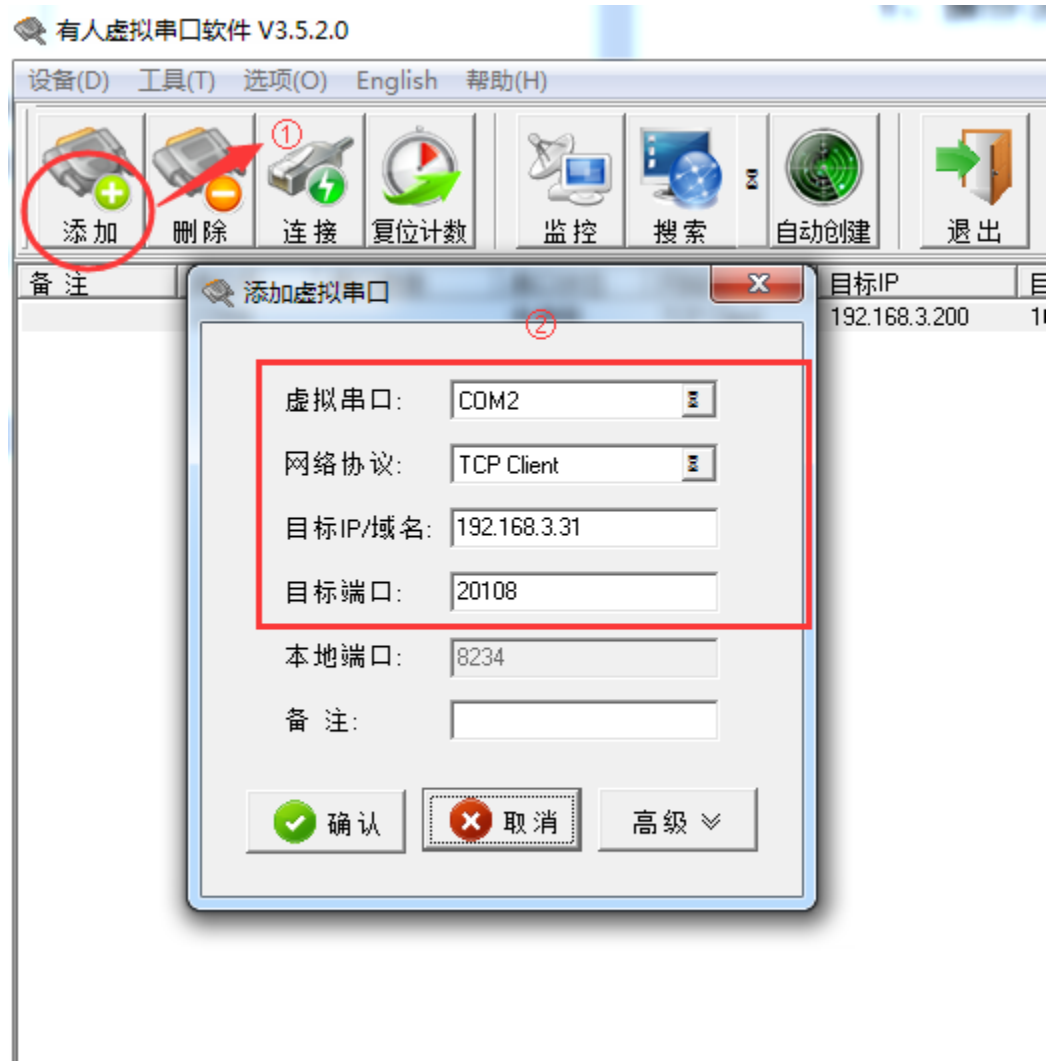 有人虚拟串口软件 V3.5.2.0
设备(D) 工具(T) 选项(O) English 帮助(H)
①
添加 删除 连接 复位计数 监控 搜索 自动创建 退出
备 注 目标IP
192.168.3.200
添加虚拟串口
②
虚拟串口: COM2
网络协议: TCP Client
目标IP/域名: 192.168.3.31
目标端口: 20108
本地端口: 8234
备 注:
确认 取消 高级